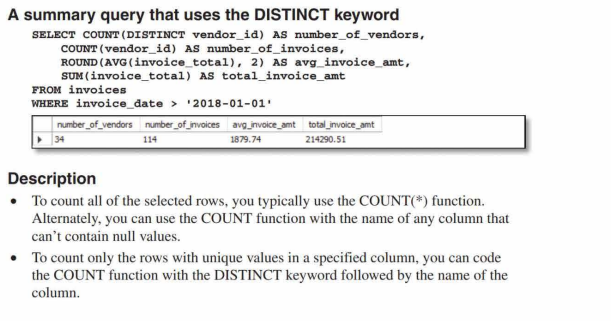 A summary query that uses the DISTINCT keyword
SELECT COUNT(DISTINCT vendor_id) AS number_of_vendors,
COUNT(vendor_id) AS number_of_invoices,
ROUND(AVG(invoice_total), 2) AS avg_invoice_amt,
SUM(invoice_total) AS total_invoice_amt
FROM invoices
WHERE invoice_date > '2018-01-01'
number_of_vendors number_of_invoices avg_invoice_amt total_invoice_amt
34 114 1879.74 214290.51
Description
• To count all of the selected rows, you typically use the COUNT(*) function.
Alternately, you can use the COUNT function with the name of any column that
can't contain null values.
• To count only the rows with unique values in a specified column, you can code
the COUNT function with the DISTINCT keyword followed by the name of the
column.